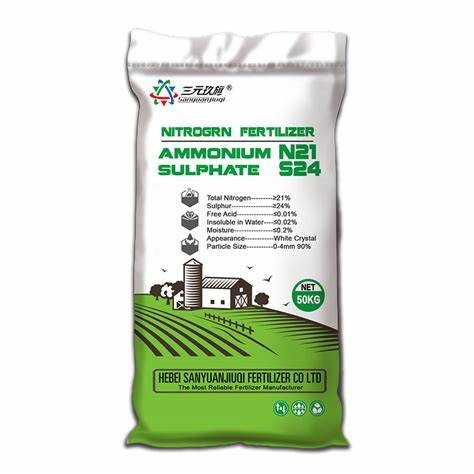 三元玖旎®
Sanyuanjiuqi
NITROGRN FERTILIZER
AMMONIUM N21
SULPHATE S24
Total Nitrogen-----------≥21%
Sulphur-----------------≥24%
Free Acid---------------≤0.01%
Insoluble in Water----≤0.02%
Moisture----------------≤0.2%
Appearance-----------White Crystal
Particle Size-----------0-4mm 90%
NET
50KG
HEBEI SANYUANJIUQI FERTILIZER CO LTD
The Most Reliable Fertilizer Manufacturer